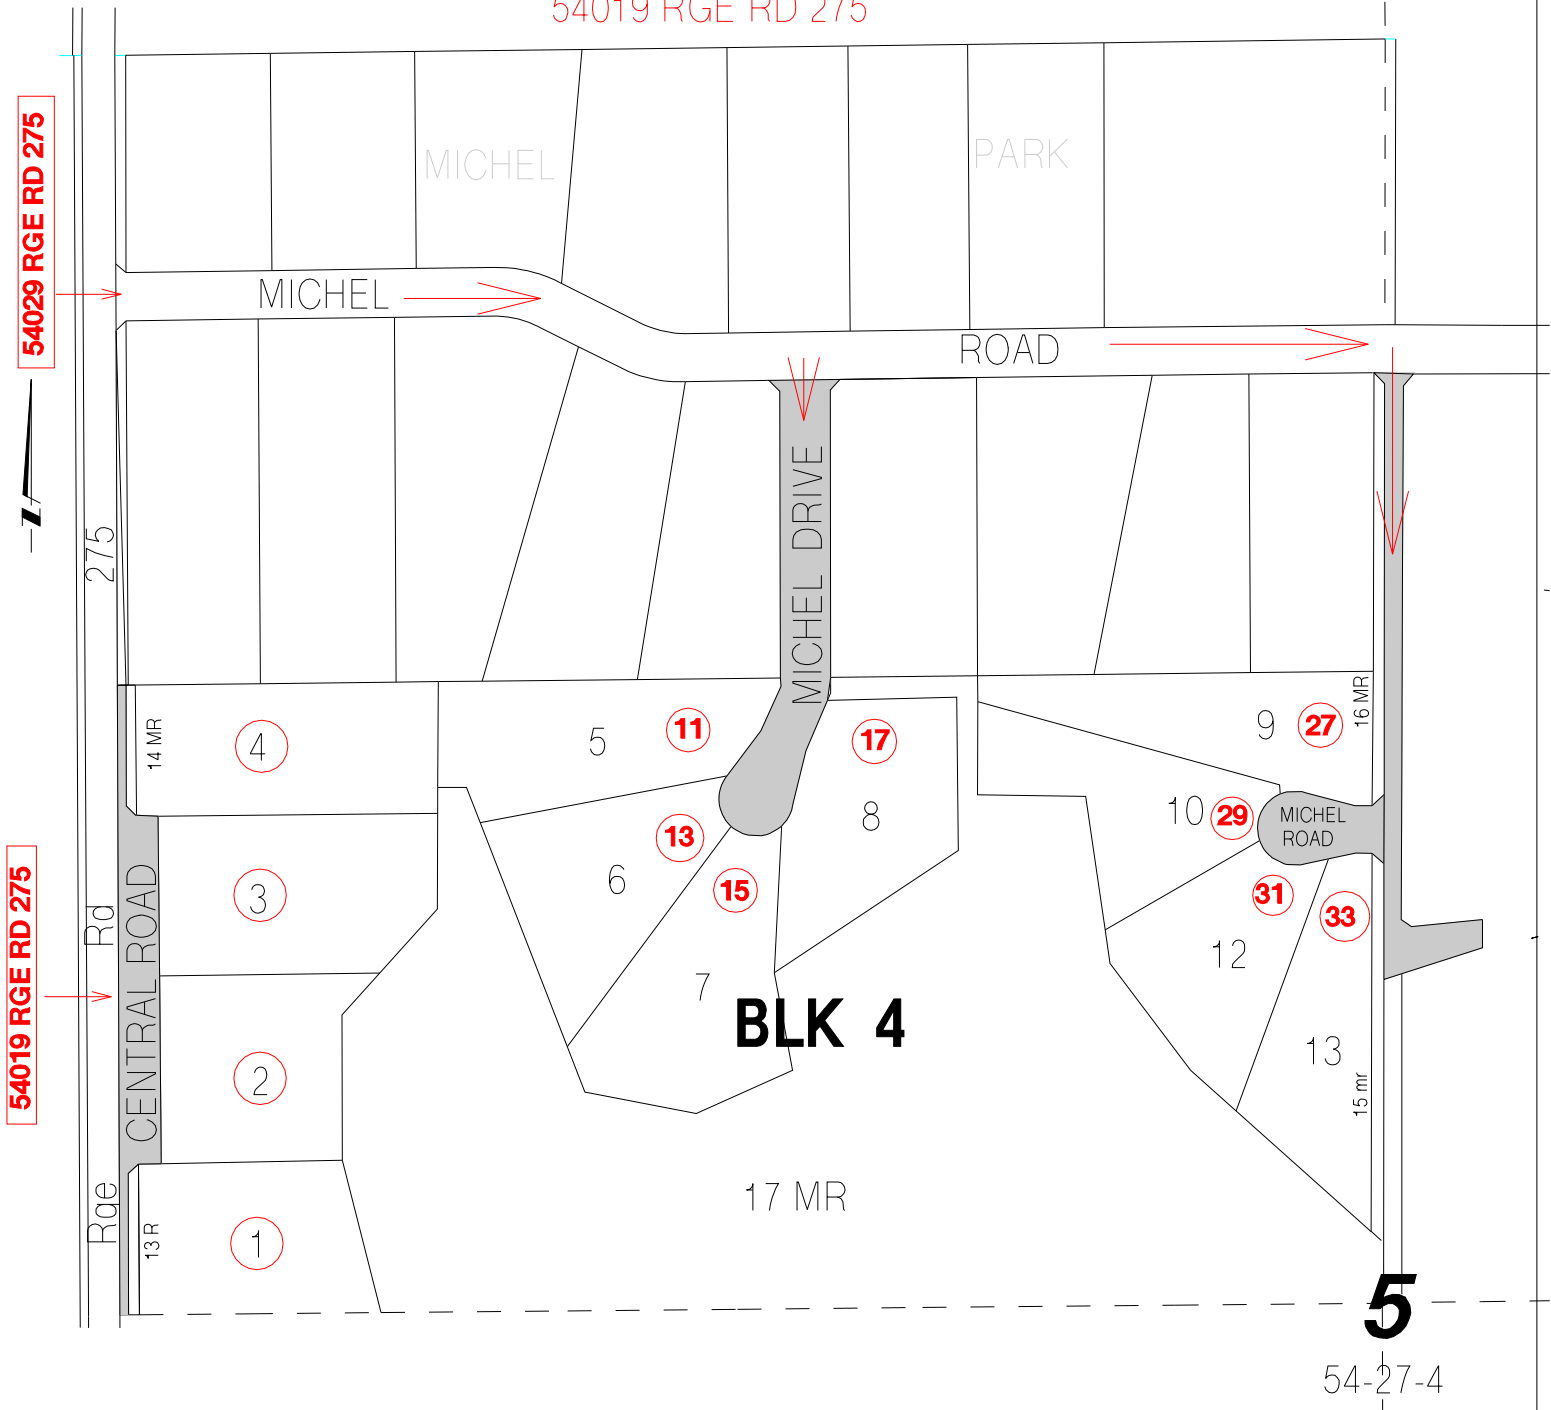 54019 RGE RD 275
54029 RGE RD 275
MICHEL
PARK
MICHEL
ROAD
MICHEL DRIVE
275
Rd
Rge
54019 RGE RD 275
CENTRAL ROAD
14 MR
4
3
2
1
13 R
5
11
13
6
15
7
17
8
9
27
16 MR
10
29
MICHEL
ROAD
31
33
12
13
15 mr
BLK 4
17 MR
5
54-27-4